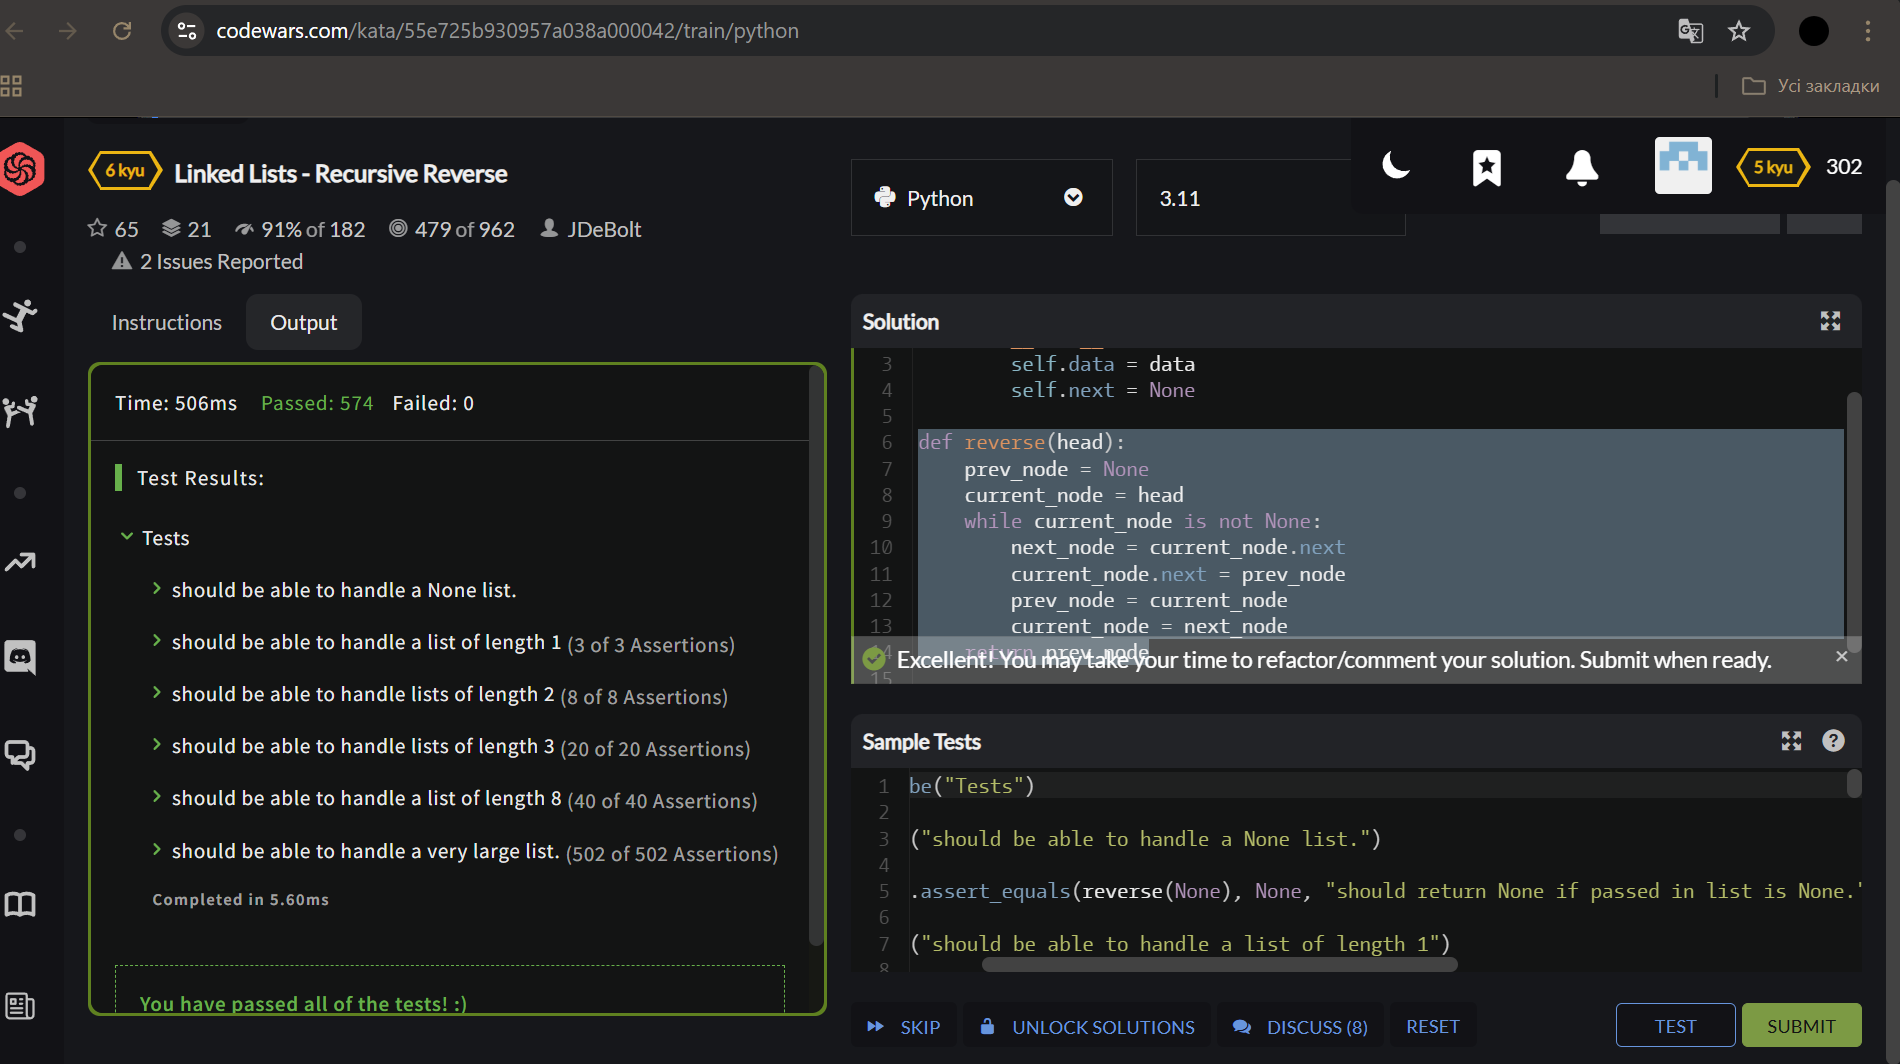 codewars.com/kata/55e725b930957a038a000042/train/python
Усі закладки
6 kyu
Linked Lists - Recursive Reverse
65 21 91% of 182 479 of 962 JDeBolt
2 Issues Reported
Python
3.11
5 kyu
302
Instructions
Output
Time: 506ms Passed: 574 Failed: 0
Test Results:
Tests
should be able to handle a None list.
should be able to handle a list of length 1 (3 of 3 Assertions)
should be able to handle lists of length 2 (8 of 8 Assertions)
should be able to handle lists of length 3 (20 of 20 Assertions)
should be able to handle a list of length 8 (40 of 40 Assertions)
should be able to handle a very large list. (502 of 502 Assertions)
Completed in 5.60ms
You have passed all of the tests! :)
Solution
3 self.data = data
4 self.next = None
5
6 def reverse(head):
7 prev_node = None
8 current_node = head
9 while current_node is not None:
10 next_node = current_node.next
11 current_node.next = prev_node
12 prev_node = current_node
13 current_node = next_node
14 return prev_node
15
Excellent! You may take your time to refactor/comment your solution. Submit when ready.
Sample Tests
1 be("Tests")
2
3 ("should be able to handle a None list.")
4
5 .assert_equals(reverse(None), None, "should return None if passed in list is None.'
6
7 ("should be able to handle a list of length 1")
8
SKIP
UNLOCK SOLUTIONS
DISCUSS (8)
RESET
TEST
SUBMIT